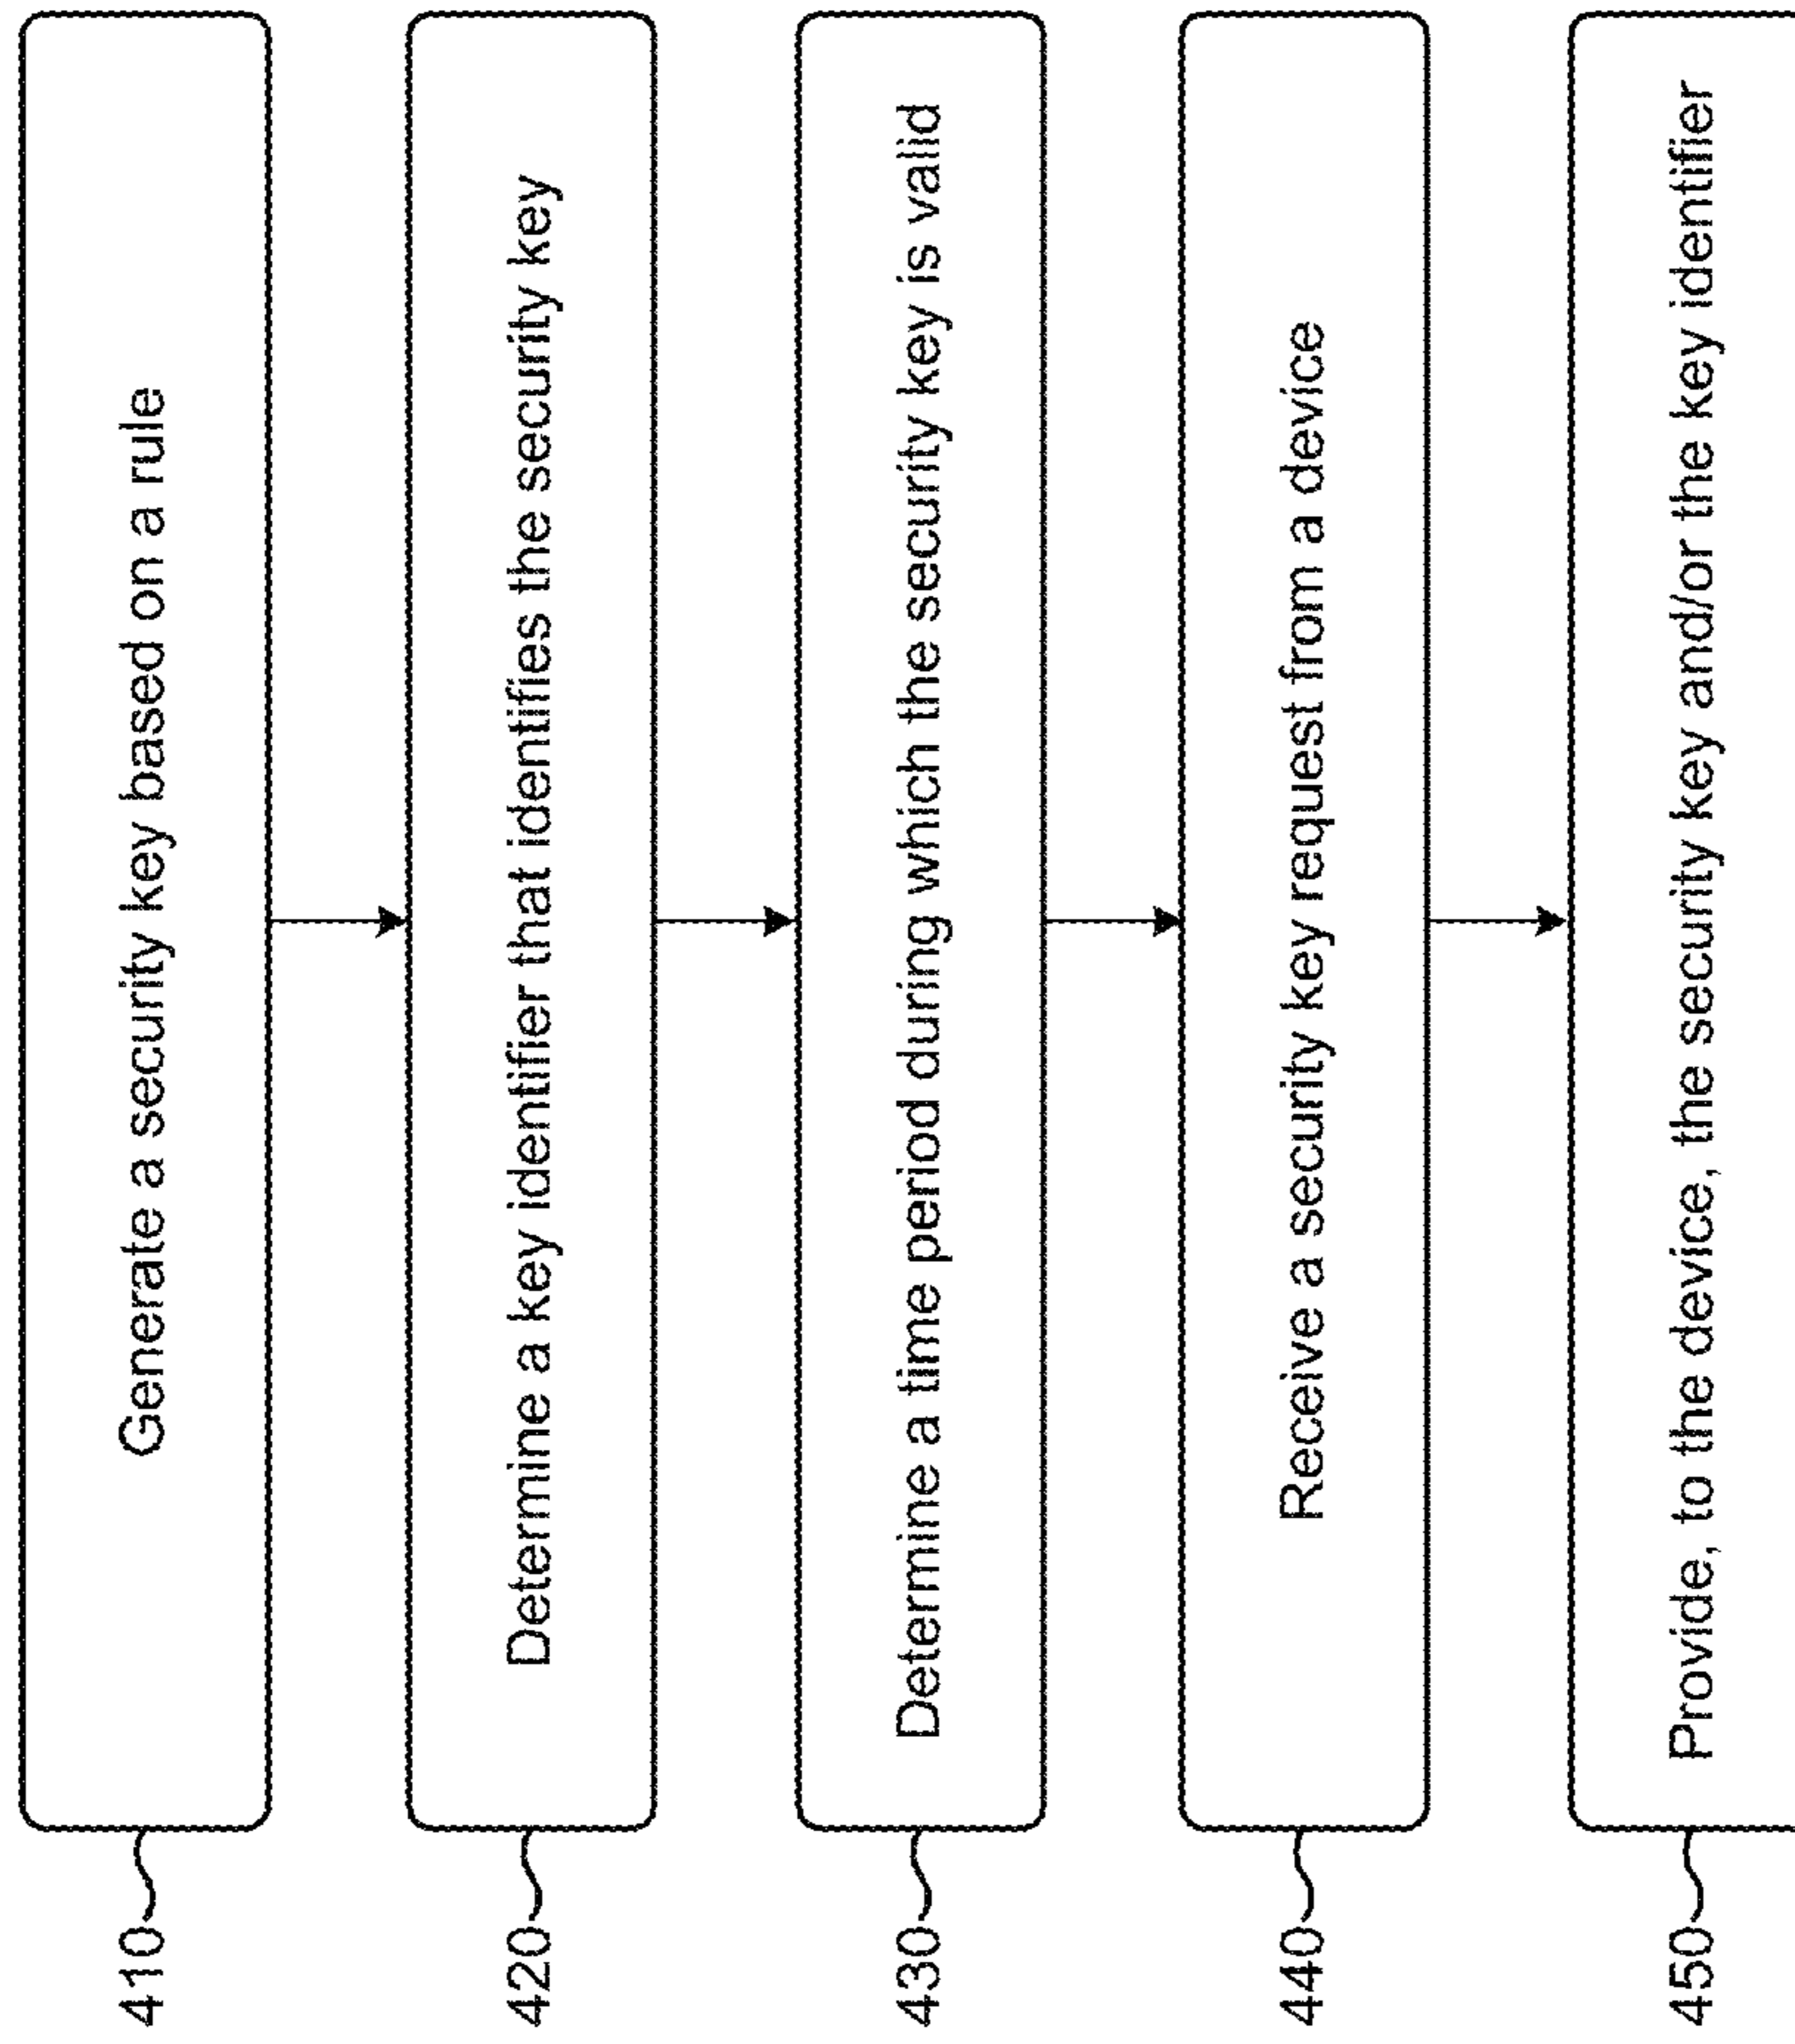 410
Generate a security key based on a rule
420
Determine a key identifier that identifies the security key
430
Determine a time period during which the security key is valid
440
Receive a security key request from a device
450
Provide, to the device, the security key and/or the key identifier